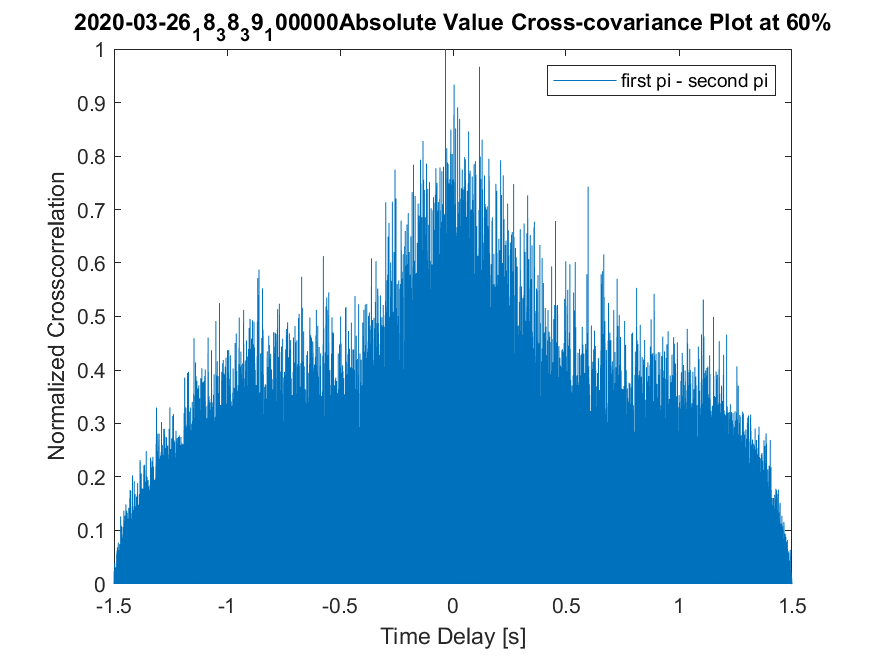 2020-03-26₁8₃8₃9₁00000Absolute Value Cross-covariance Plot at 60%
first pi - second pi
Normalized Crosscorrelation
1
0.9
0.8
0.7
0.6
0.5
0.4
0.3
0.2
0.1
0
-1.5 -1 -0.5 0 0.5 1 1.5
Time Delay [s]